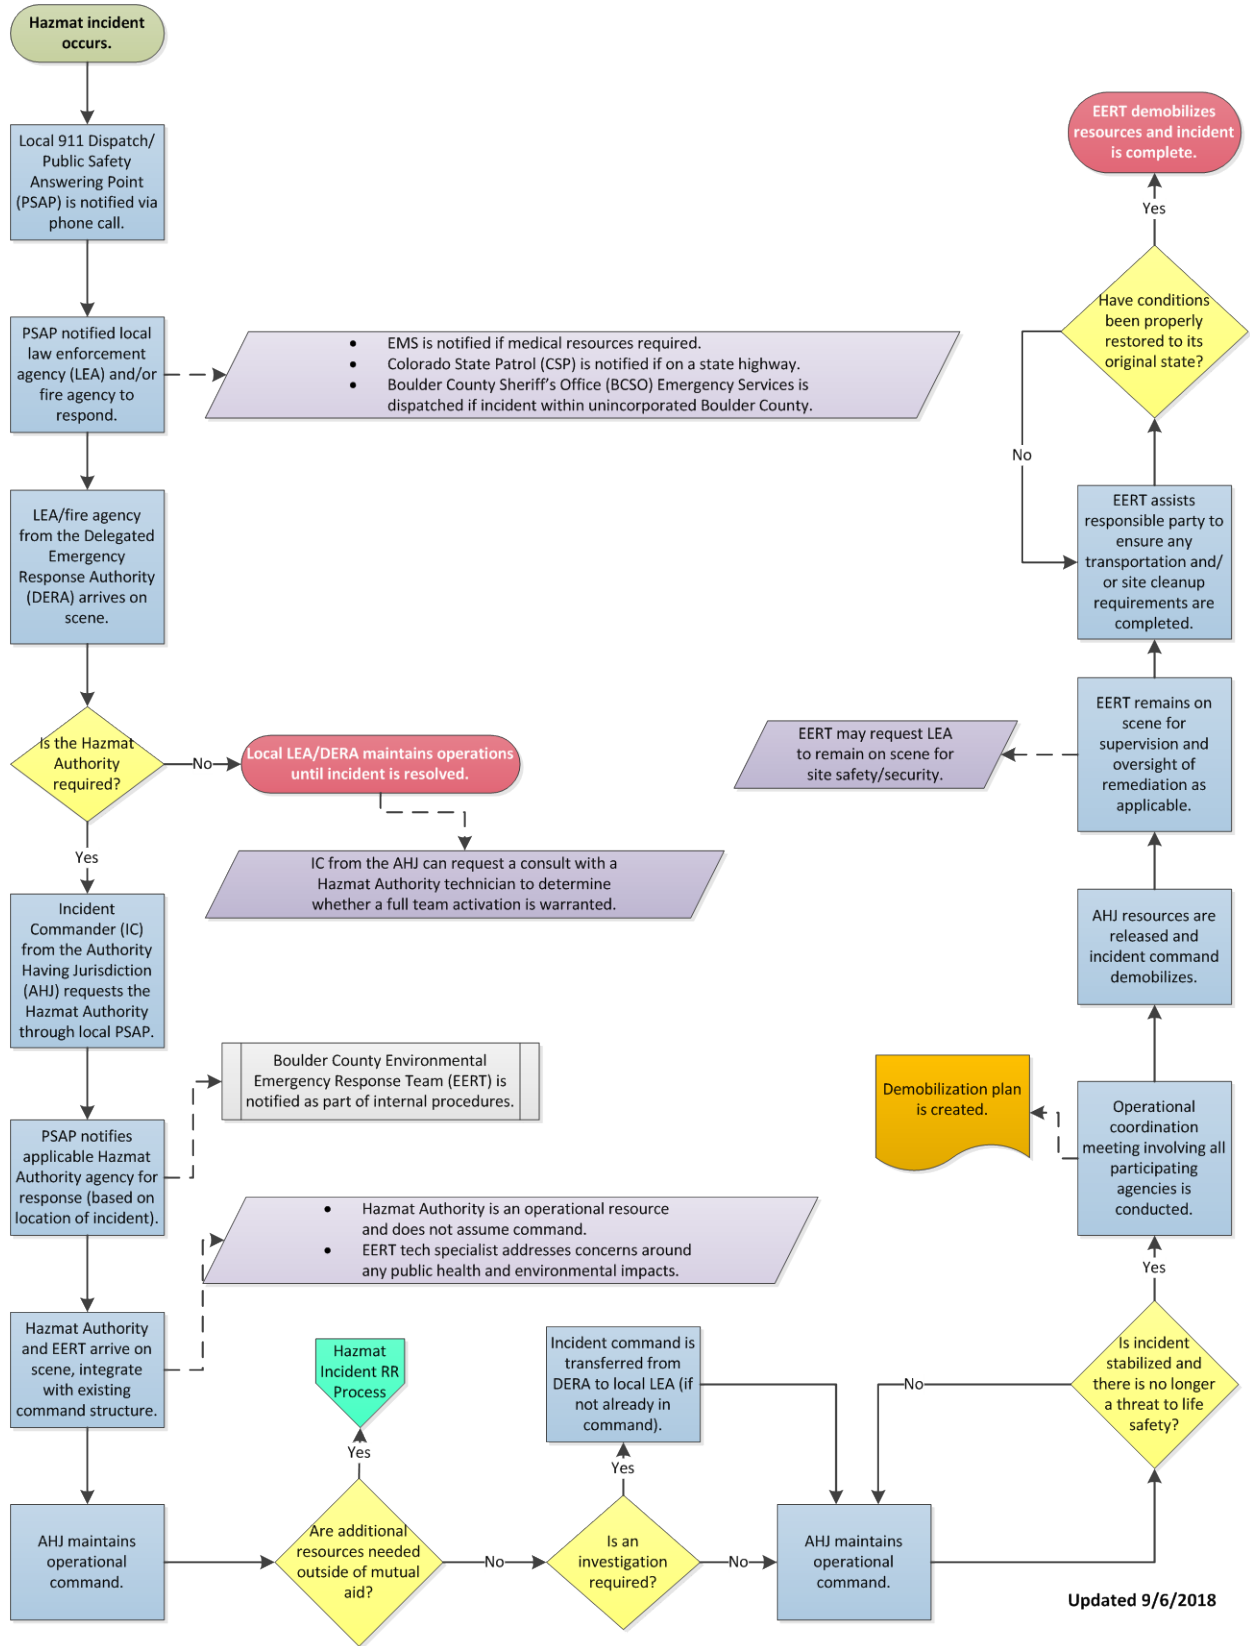 Hazmat incident
occurs.
Local 911 Dispatch/
Public Safety
Answering Point
(PSAP) is notified via
phone call.
PSAP notified local
law enforcement
agency (LEA) and/or
fire agency to
respond.
• EMS is notified if medical resources required.
• Colorado State Patrol (CSP) is notified if on a state highway.
• Boulder County Sheriff's Office (BCSO) Emergency Services is
dispatched if incident within unincorporated Boulder County.
LEA/fire agency
from the Delegated
Emergency
Response Authority
(DERA) arrives on
scene.
Is the Hazmat
Authority
required?
No
Local LEA/DERA maintains operations
until incident is resolved.
IC from the AHJ can request a consult with a
Hazmat Authority technician to determine
whether a full team activation is warranted.
Yes
Incident
Commander (IC)
from the Authority
Having Jurisdiction
(AHJ) requests the
Hazmat Authority
through local PSAP.
Boulder County Environmental
Emergency Response Team (EERT) is
notified as part of internal procedures.
PSAP notifies
applicable Hazmat
Authority agency for
response (based on
location of incident).
• Hazmat Authority is an operational resource
and does not assume command.
• EERT tech specialist addresses concerns around
any public health and environmental impacts.
Hazmat Authority
and EERT arrive on
scene, integrate
with existing
command structure.
AHJ maintains
operational
command.
Are additional
resources needed
outside of mutual
aid?
Yes
Hazmat
Incident RR
Process
No
Is an
investigation
required?
Yes
Incident command is
transferred from
DERA to local LEA (if
not already in
command).
No
AHJ maintains
operational
command.
Is incident
stabilized and
there is no longer
a threat to life
safety?
No
Yes
Operational
coordination
meeting involving all
participating
agencies is
conducted.
Demobilization plan
is created.
AHJ resources are
released and
incident command
demobilizes.
EERT remains on
scene for
supervision and
oversight of
remediation as
applicable.
EERT may request LEA
to remain on scene for
site safety/security.
EERT assists
responsible party to
ensure any
transportation and/
or site cleanup
requirements are
completed.
Have conditions
been properly
restored to its
original state?
No
Yes
EERT demobilizes
resources and incident
is complete.
Updated 9/6/2018